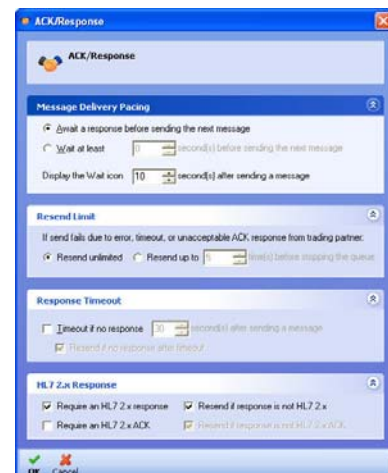 ACK/Response
ACK/Response
Message Delivery Pacing
Await a response before sending the next message
Wait at least 0 second(s) before sending the next message
Display the Wait icon 10 second(s) after sending a message
Resend Limit
If send fails due to error, timeout, or unacceptable ACK response from trading partner.
Resend unlimited Resend up to 5 time(s) before stopping the queue
Response Timeout
Timeout if no response 30 second(s) after sending a message
Resend if no response after timeout
HL7 2.x Response
Require an HL7 2.x response Resend if response is not HL7 2.x
Require an HL7 2.x ACK Resend if response is not HL7 2.x ACK
OK Cancel